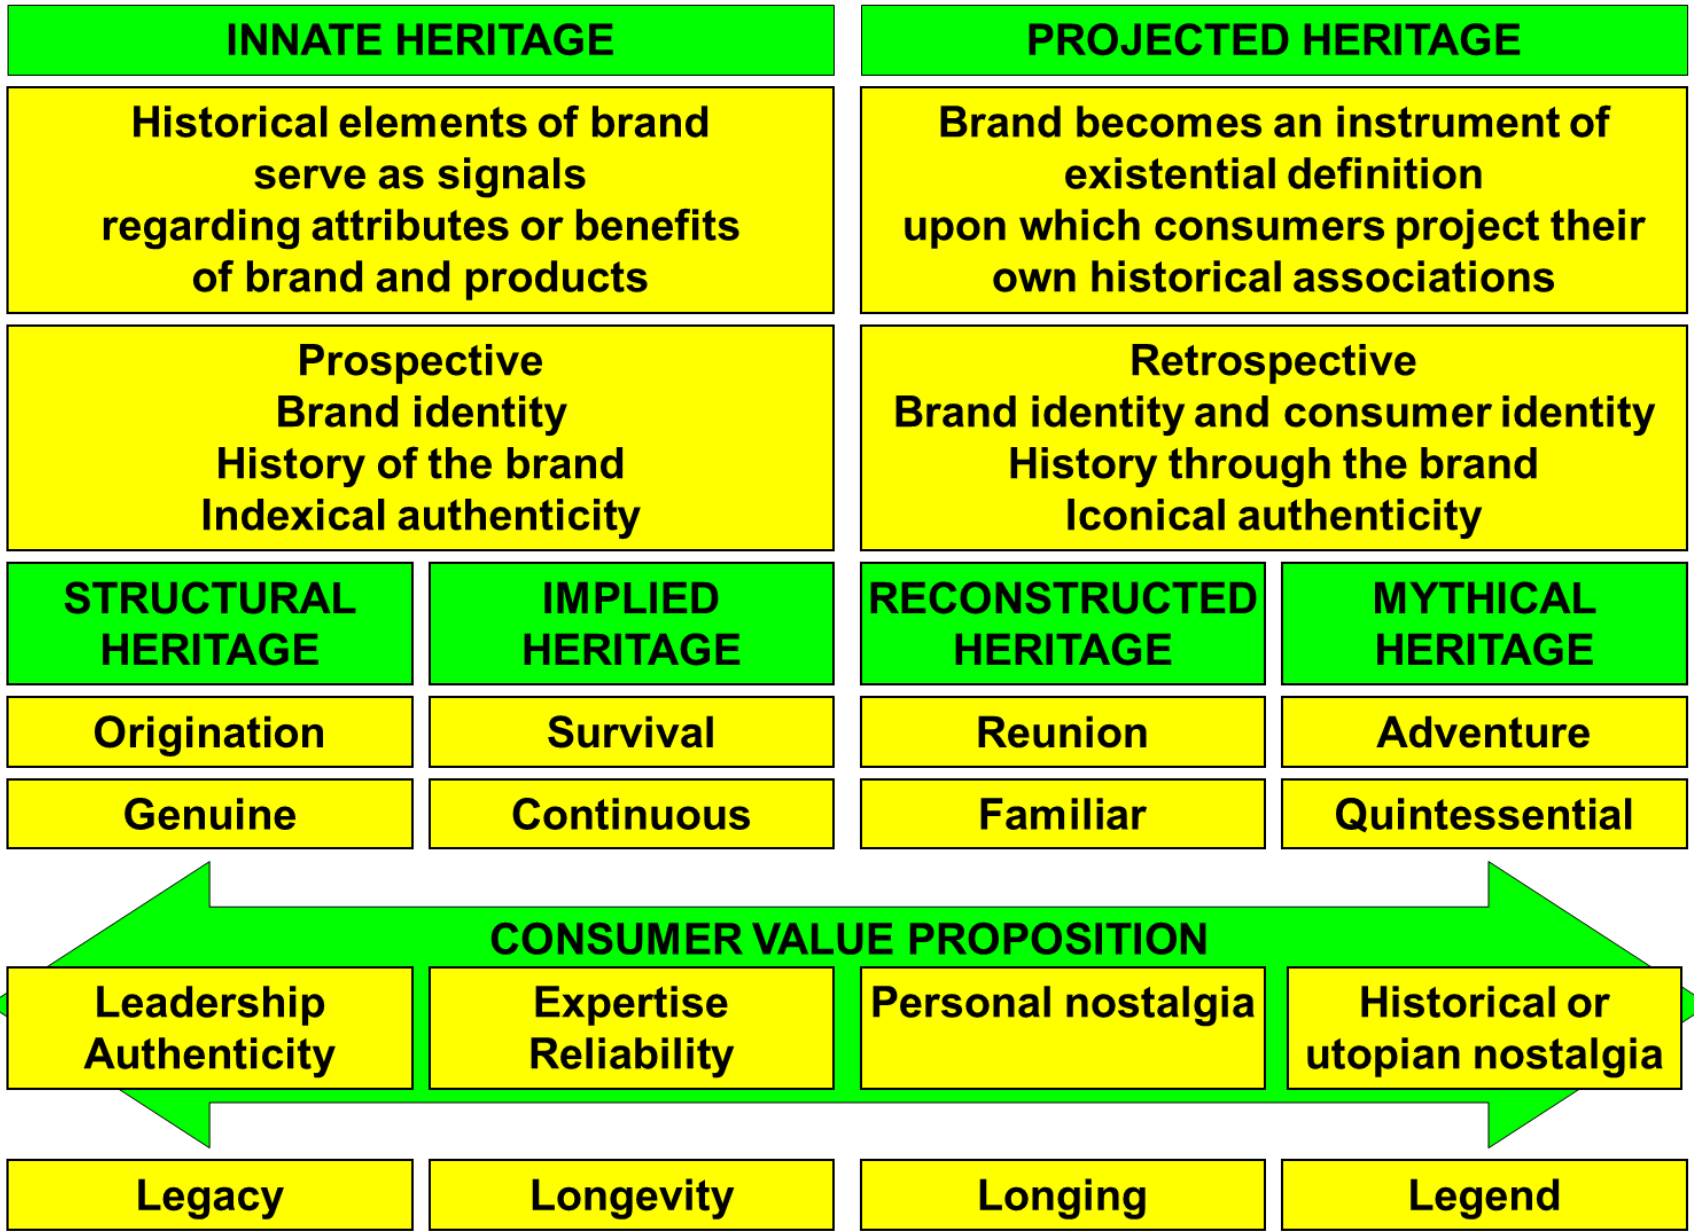 INNATE HERITAGE
PROJECTED HERITAGE
Historical elements of brand
serve as signals
regarding attributes or benefits
of brand and products
Brand becomes an instrument of
existential definition
upon which consumers project their
own historical associations
Prospective
Brand identity
History of the brand
Indexical authenticity
Retrospective
Brand identity and consumer identity
History through the brand
Iconical authenticity
STRUCTURAL
HERITAGE
IMPLIED
HERITAGE
RECONSTRUCTED
HERITAGE
MYTHICAL
HERITAGE
Origination
Survival
Reunion
Adventure
Genuine
Continuous
Familiar
Quintessential
CONSUMER VALUE PROPOSITION
Leadership
Authenticity
Expertise
Reliability
Personal nostalgia
Historical or
utopian nostalgia
Legacy
Longevity
Longing
Legend